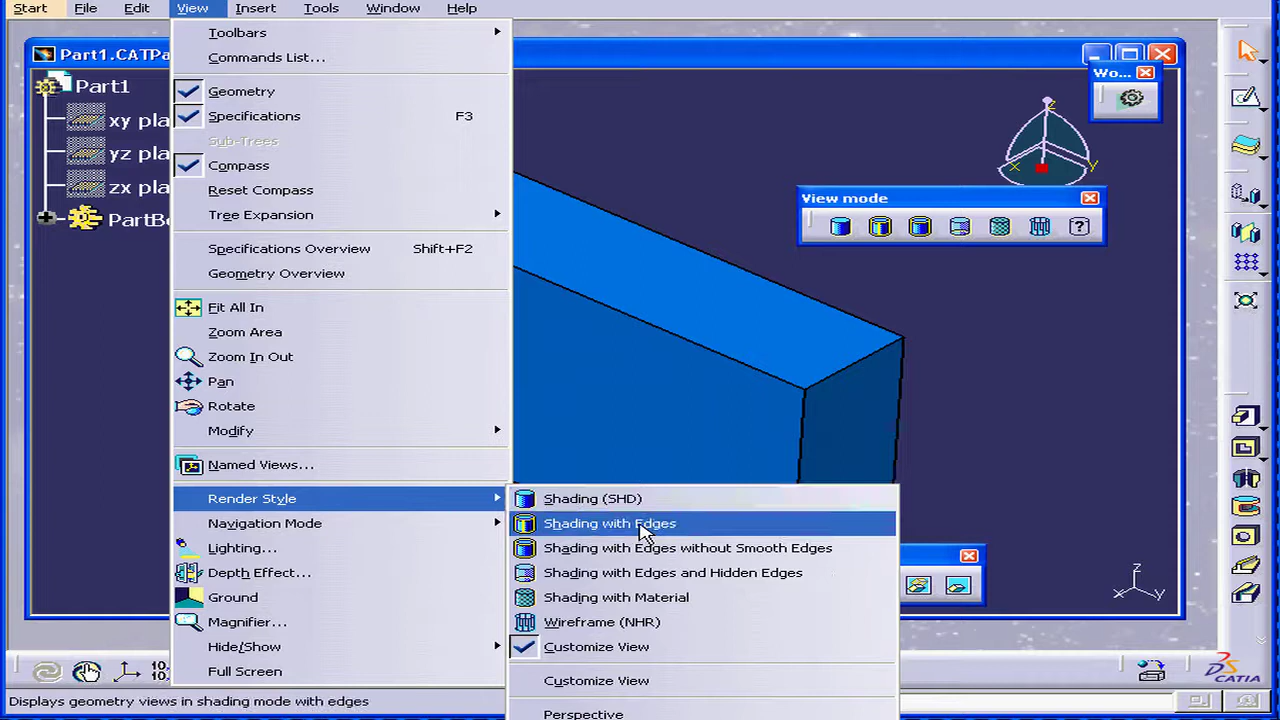 Start File Edit View Insert Tools Window Help
Part1.CATPa
Part1
xy pla
yz pla
zx pla
PartBo
Toolbars
Commands List...
Geometry
Specifications F3
Sub-Trees
Compass
Reset Compass
Tree Expansion
Specifications Overview Shift+F2
Geometry Overview
Fit All In
Zoom Area
Zoom In Out
Pan
Rotate
Modify
Named Views...
Render Style
Navigation Mode
Lighting...
Depth Effect...
Ground
Magnifier...
Hide/Show
Full Screen
Shading (SHD)
Shading with Edges
Shading with Edges without Smooth Edges
Shading with Edges and Hidden Edges
Shading with Material
Wireframe (NHR)
Customize View
Customize View
Perspective
Wo...
View mode
?
z
x y
z
x y
10
10
CATIA
Displays geometry views in shading mode with edges